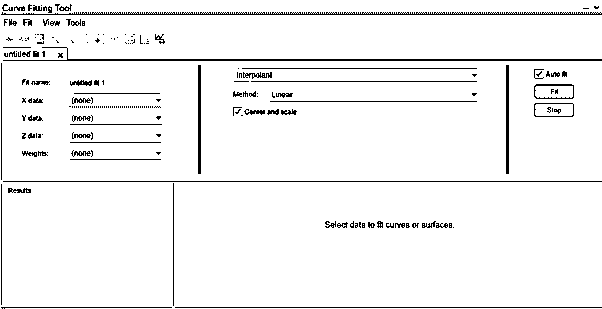 Curve Fitting Tool
File Fit View Tools
untitled fit 1 x
Fit name: untitled fit 1
X data: (none)
Y data: (none)
Z data: (none)
Weights: (none)
Interpolant
Method: Linear
Center and scale
Auto fit
Fit
Stop
Results
Select data to fit curves or surfaces.